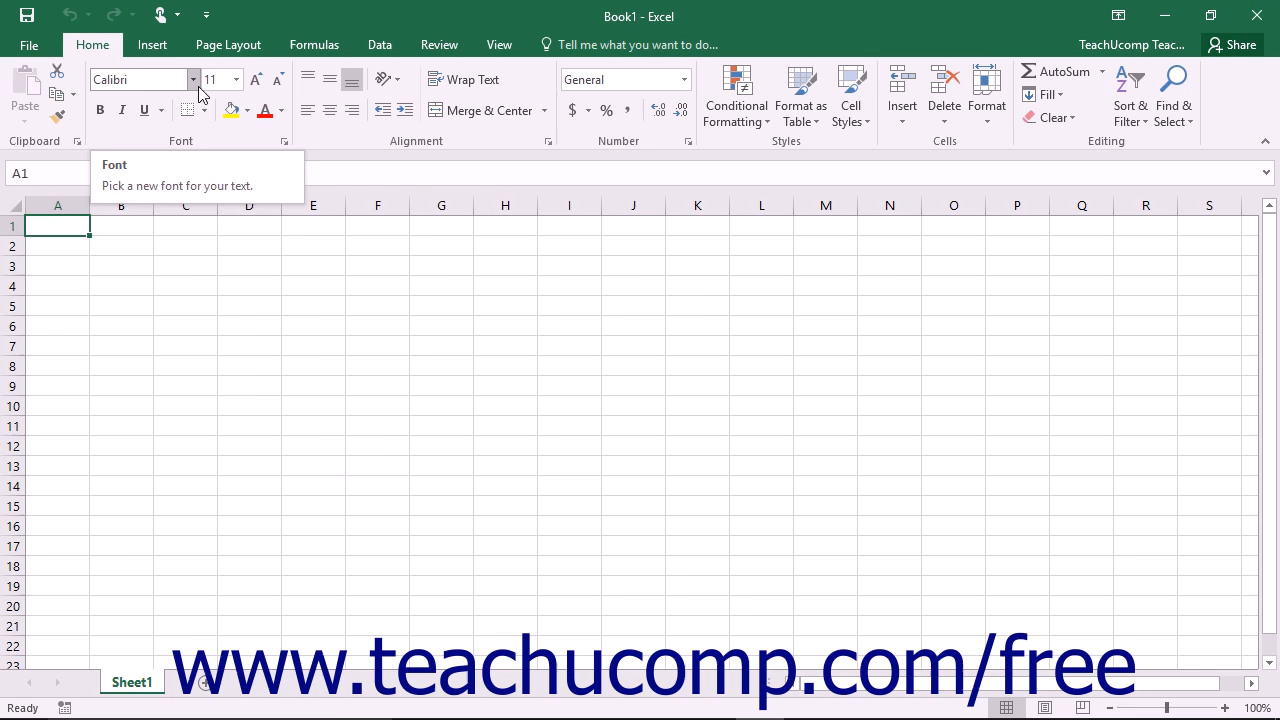 Book1 - Excel
File Home Insert Page Layout Formulas Data Review View Tell me what you want to do... TeachUcomp Teac... Share
Paste Calibri 11 Wrap Text General Conditional Formatting Format as Table Cell Styles Insert Delete Format AutoSum Sort & Filter Find & Select
B I U A Merge & Center $ % , Fill
Clear
Clipboard Font Alignment Number Styles Cells Editing
Font
Pick a new font for your text.
A1
A B C D E F G H I J K L M N O P Q R S
1
2
3
4
5
6
7
8
9
10
11
12
13
14
15
16
17
18
19
20
21
22
23
www.teachucomp.com/free
Sheet1
Ready 100%